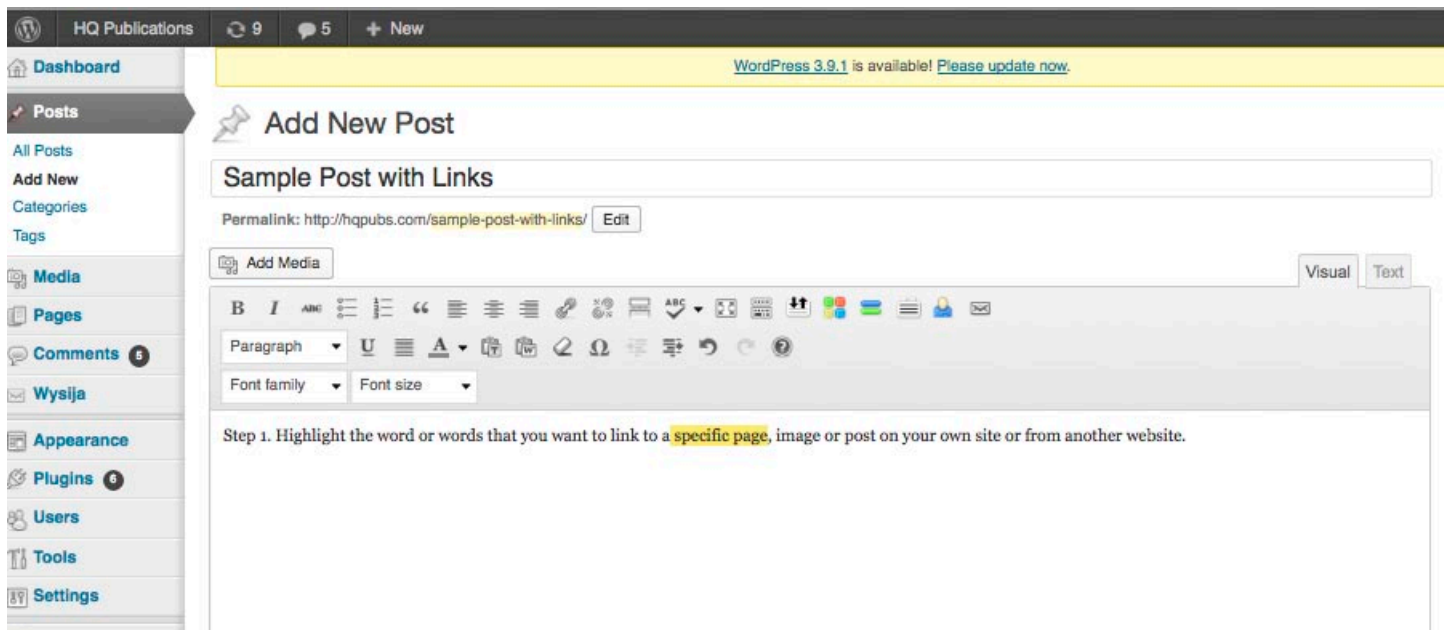 HQ Publications 9 5 + New
Dashboard
WordPress 3.9.1 is available! Please update now.
Posts
All Posts
Add New
Categories
Tags
Media
Pages
Comments 5
Wysija
Appearance
Plugins 6
Users
Tools
Settings
Add New Post
Sample Post with Links
Permalink: http://hqpubs.com/sample-post-with-links/ Edit
Add Media
Visual Text
B I ABC ABC
Paragraph U A T W Ω
Font family Font size
Step 1. Highlight the word or words that you want to link to a specific page, image or post on your own site or from another website.